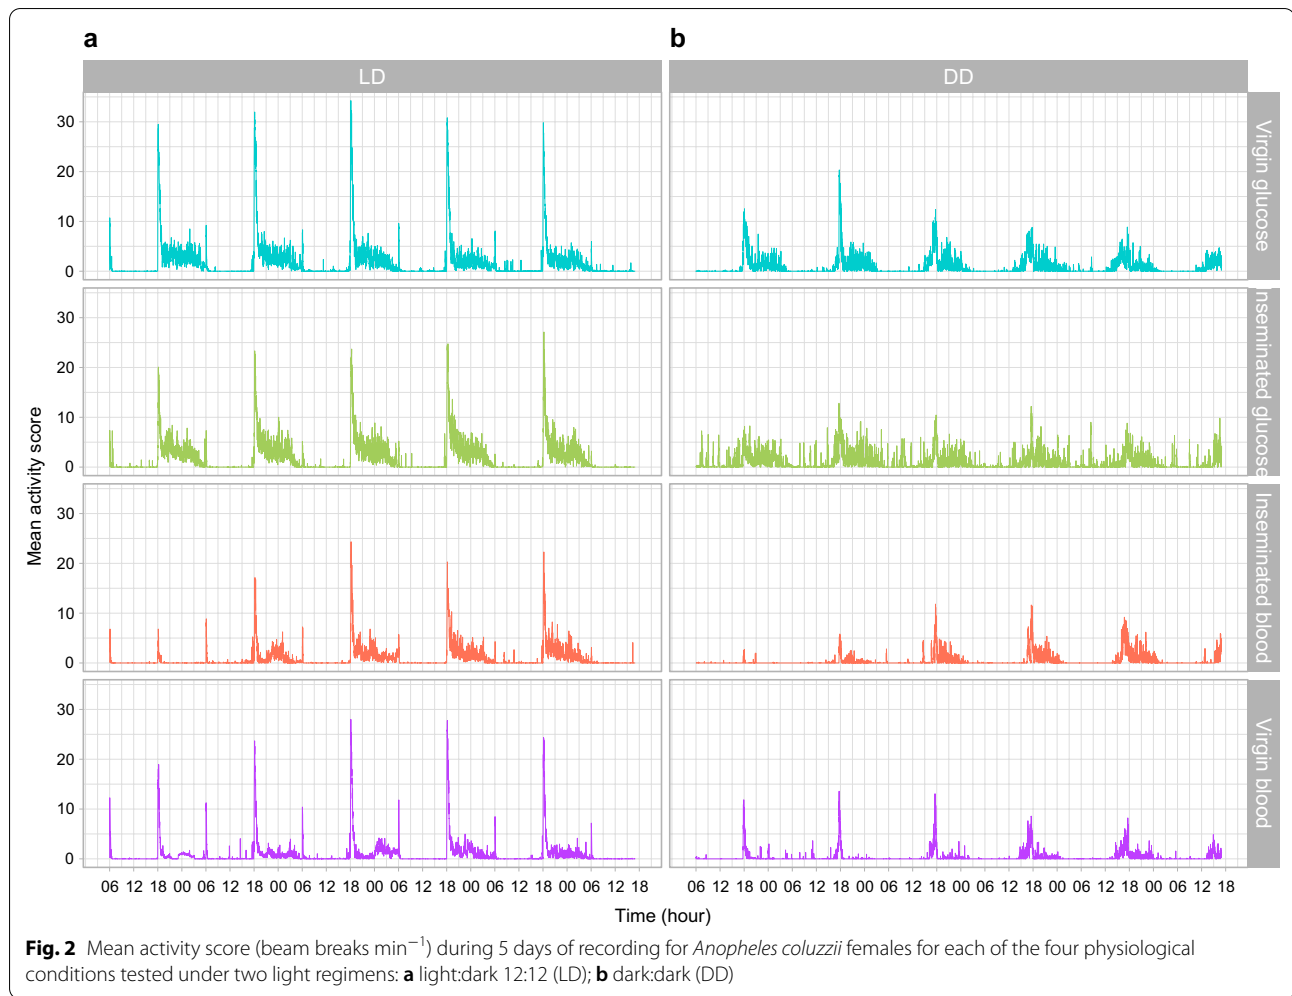 a
b
LD
DD
30
20
10
0
Virgin glucose
30
20
10
0
nseminated glucose
30
20
10
0
Inseminated blood
30
20
10
0
Virgin blood
Mean activity score
06 12 18 00 06 12 18 00 06 12 18 00 06 12 18 00 06 12 18 00 06 12 18
06 12 18 00 06 12 18 00 06 12 18 00 06 12 18 00 06 12 18 00 06 12 18
Time (hour)
Fig. 2 Mean activity score (beam breaks min−1) during 5 days of recording for Anopheles coluzzii females for each of the four physiological
conditions tested under two light regimens: a light:dark 12:12 (LD); b dark:dark (DD)